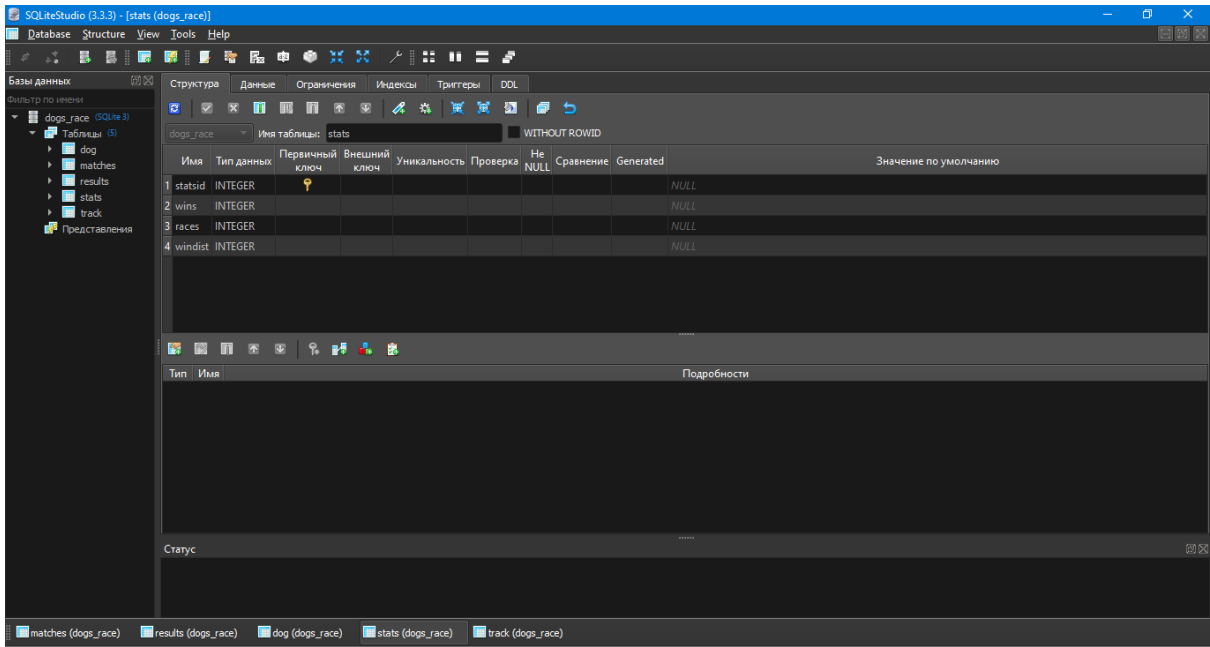 SQLiteStudio (3.3.3) - [stats (dogs_race)]
Database Structure View Tools Help
Базы данных
Фильтр по имени
dogs_race (SQLite 3)
Таблицы (5)
dog
matches
results
stats
track
Представления
Структура Данные Ограничения Индексы Триггеры DDL
dogs_race Имя таблицы: stats WITHOUT ROWID
Имя Тип данных Первичный ключ Внешний ключ Уникальность Проверка Не NULL Сравнение Generated Значение по умолчанию
1 statsid INTEGER NULL
2 wins INTEGER NULL
3 races INTEGER NULL
4 windist INTEGER NULL
Тип Имя Подробности
Статус
matches (dogs_race) results (dogs_race) dog (dogs_race) stats (dogs_race) track (dogs_race)